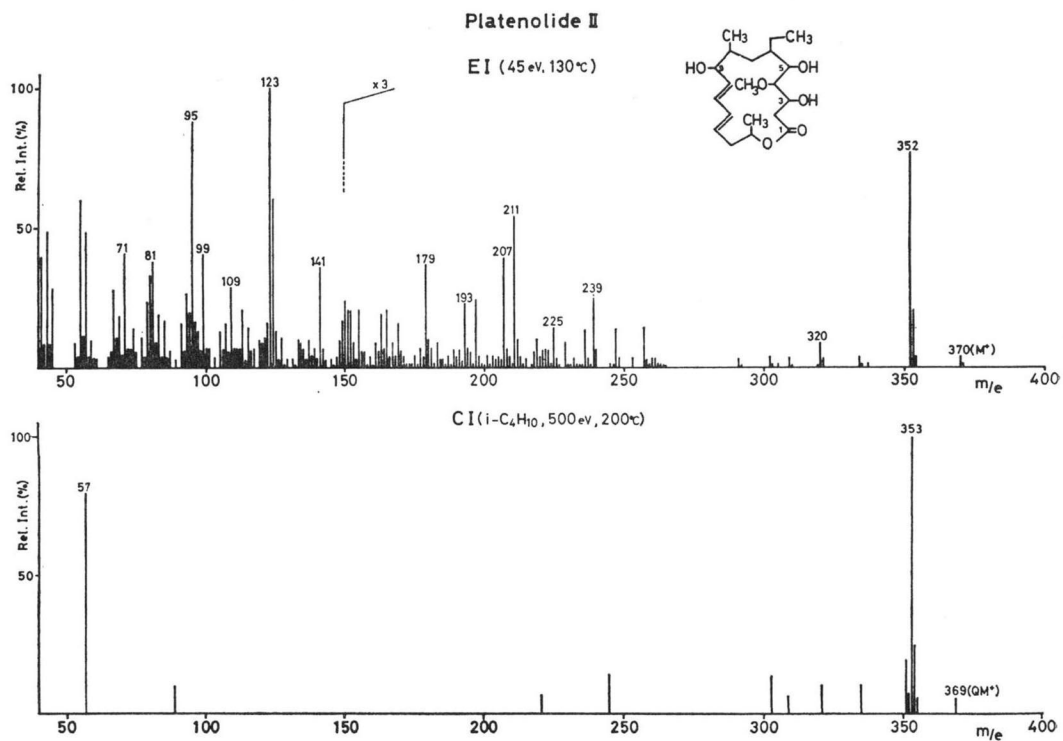 Platenolide II
EI (45 eV, 130°C)
CH₃
CH₃
HO
9
5
OH
CH₃O
3
OH
CH₃
1
O
O
Rel. Int.(%)
100
50
x 3
71
81
95
99
109
123
141
179
193
207
211
225
239
320
352
370(M⁺)
50
100
150
200
250
300
350
400
m/e
CI (i-C₄H₁₀, 500 eV, 200°C)
Rel. Int.(%)
100
50
57
353
369(QM⁺)
50
100
150
200
250
300
350
400
m/e